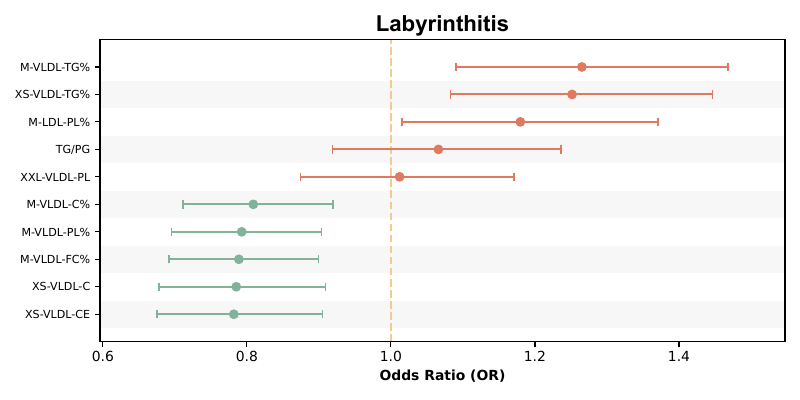 Labyrinthitis
M-VLDL-TG%
XS-VLDL-TG%
M-LDL-PL%
TG/PG
XXL-VLDL-PL
M-VLDL-C%
M-VLDL-PL%
M-VLDL-FC%
XS-VLDL-C
XS-VLDL-CE
0.6 0.8 1.0 1.2 1.4
Odds Ratio (OR)